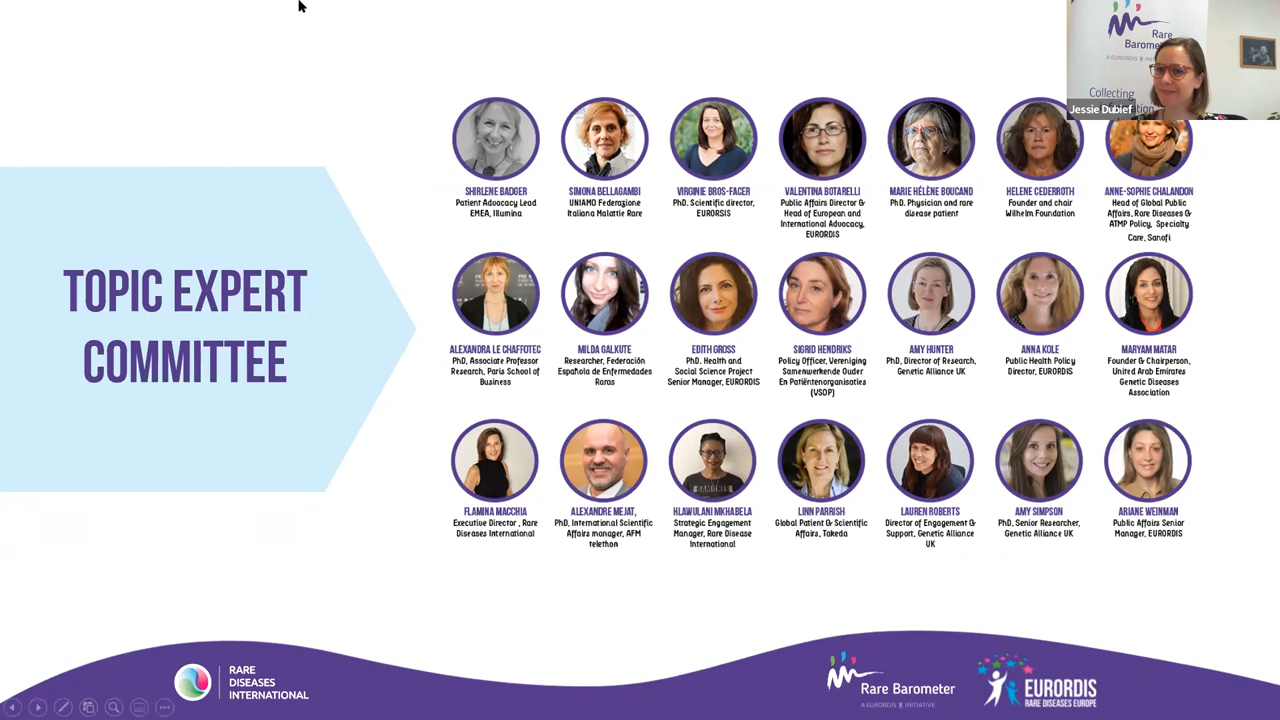 Rare
Barome
A EURORDIS INITI
Collecting
Jessie Dubief
TOPIC EXPERT
COMMITTEE
SHIRLENE BADGER
Patient Advocacy Lead
EMEA, Illumina
SIMONA BELLAGAMBI
UNIAMO Federazione
Italiana Malattie Rare
VIRGINIE BROS-FACER
PhD. Scientific director,
EURORSIS
VALENTINA BOTARELLI
Public Affairs Director &
Head of European and
International Advocacy,
EURORDIS
MARIE HÉLÈNE BOUCAND
PhD. Physician and rare
disease patient
HELENE CEDERROTH
Founder and chair
Wilhelm Foundation
ANNE-SOPHIE CHALANDON
Head of Global Public
Affairs, Rare Diseases &
ATMP Policy, Specialty
Care, Sanofi
ALEXANDRA LE CHAFFOTEC
PhD, Associate Professor
Research, Paris School of
Business
MILDA GALKUTE
Researcher, Federación
Española de Enfermedades
Raras
EDITH GROSS
PhD. Health and
Social Science Project
Senior Manager, EURORDIS
SIGRID HENDRIKS
Policy Officer, Vereniging
Samenwerkende Ouder
En Patiëntenorganisaties
(VSOP)
AMY HUNTER
PhD, Director of Research,
Genetic Alliance UK
ANNA KOLE
Public Health Policy
Director, EURORDIS
MARYAM MATAR
Founder & Chairperson,
United Arab Emirates
Genetic Diseases
Association
FLAMINA MACCHIA
Executive Director , Rare
Diseases International
ALEXANDRE MEJAT,
PhD, International Scientific
Affairs manager, AFM
telethon
RAMONES
HLAWULANI MKHABELA
Strategic Engagement
Manager, Rare Disease
International
LINN PARRISH
Global Patient & Scientific
Affairs, Takeda
LAUREN ROBERTS
Director of Engagement &
Support, Genetic Alliance
UK
AMY SIMPSON
PhD, Senior Researcher,
Genetic Alliance UK
ARIANE WEINMAN
Public Affairs Senior
Manager, EURORDIS
RARE
DISEASES
INTERNATIONAL
Rare Barometer
A EURORDIS INITIATIVE
EURORDIS
RARE DISEASES EUROPE